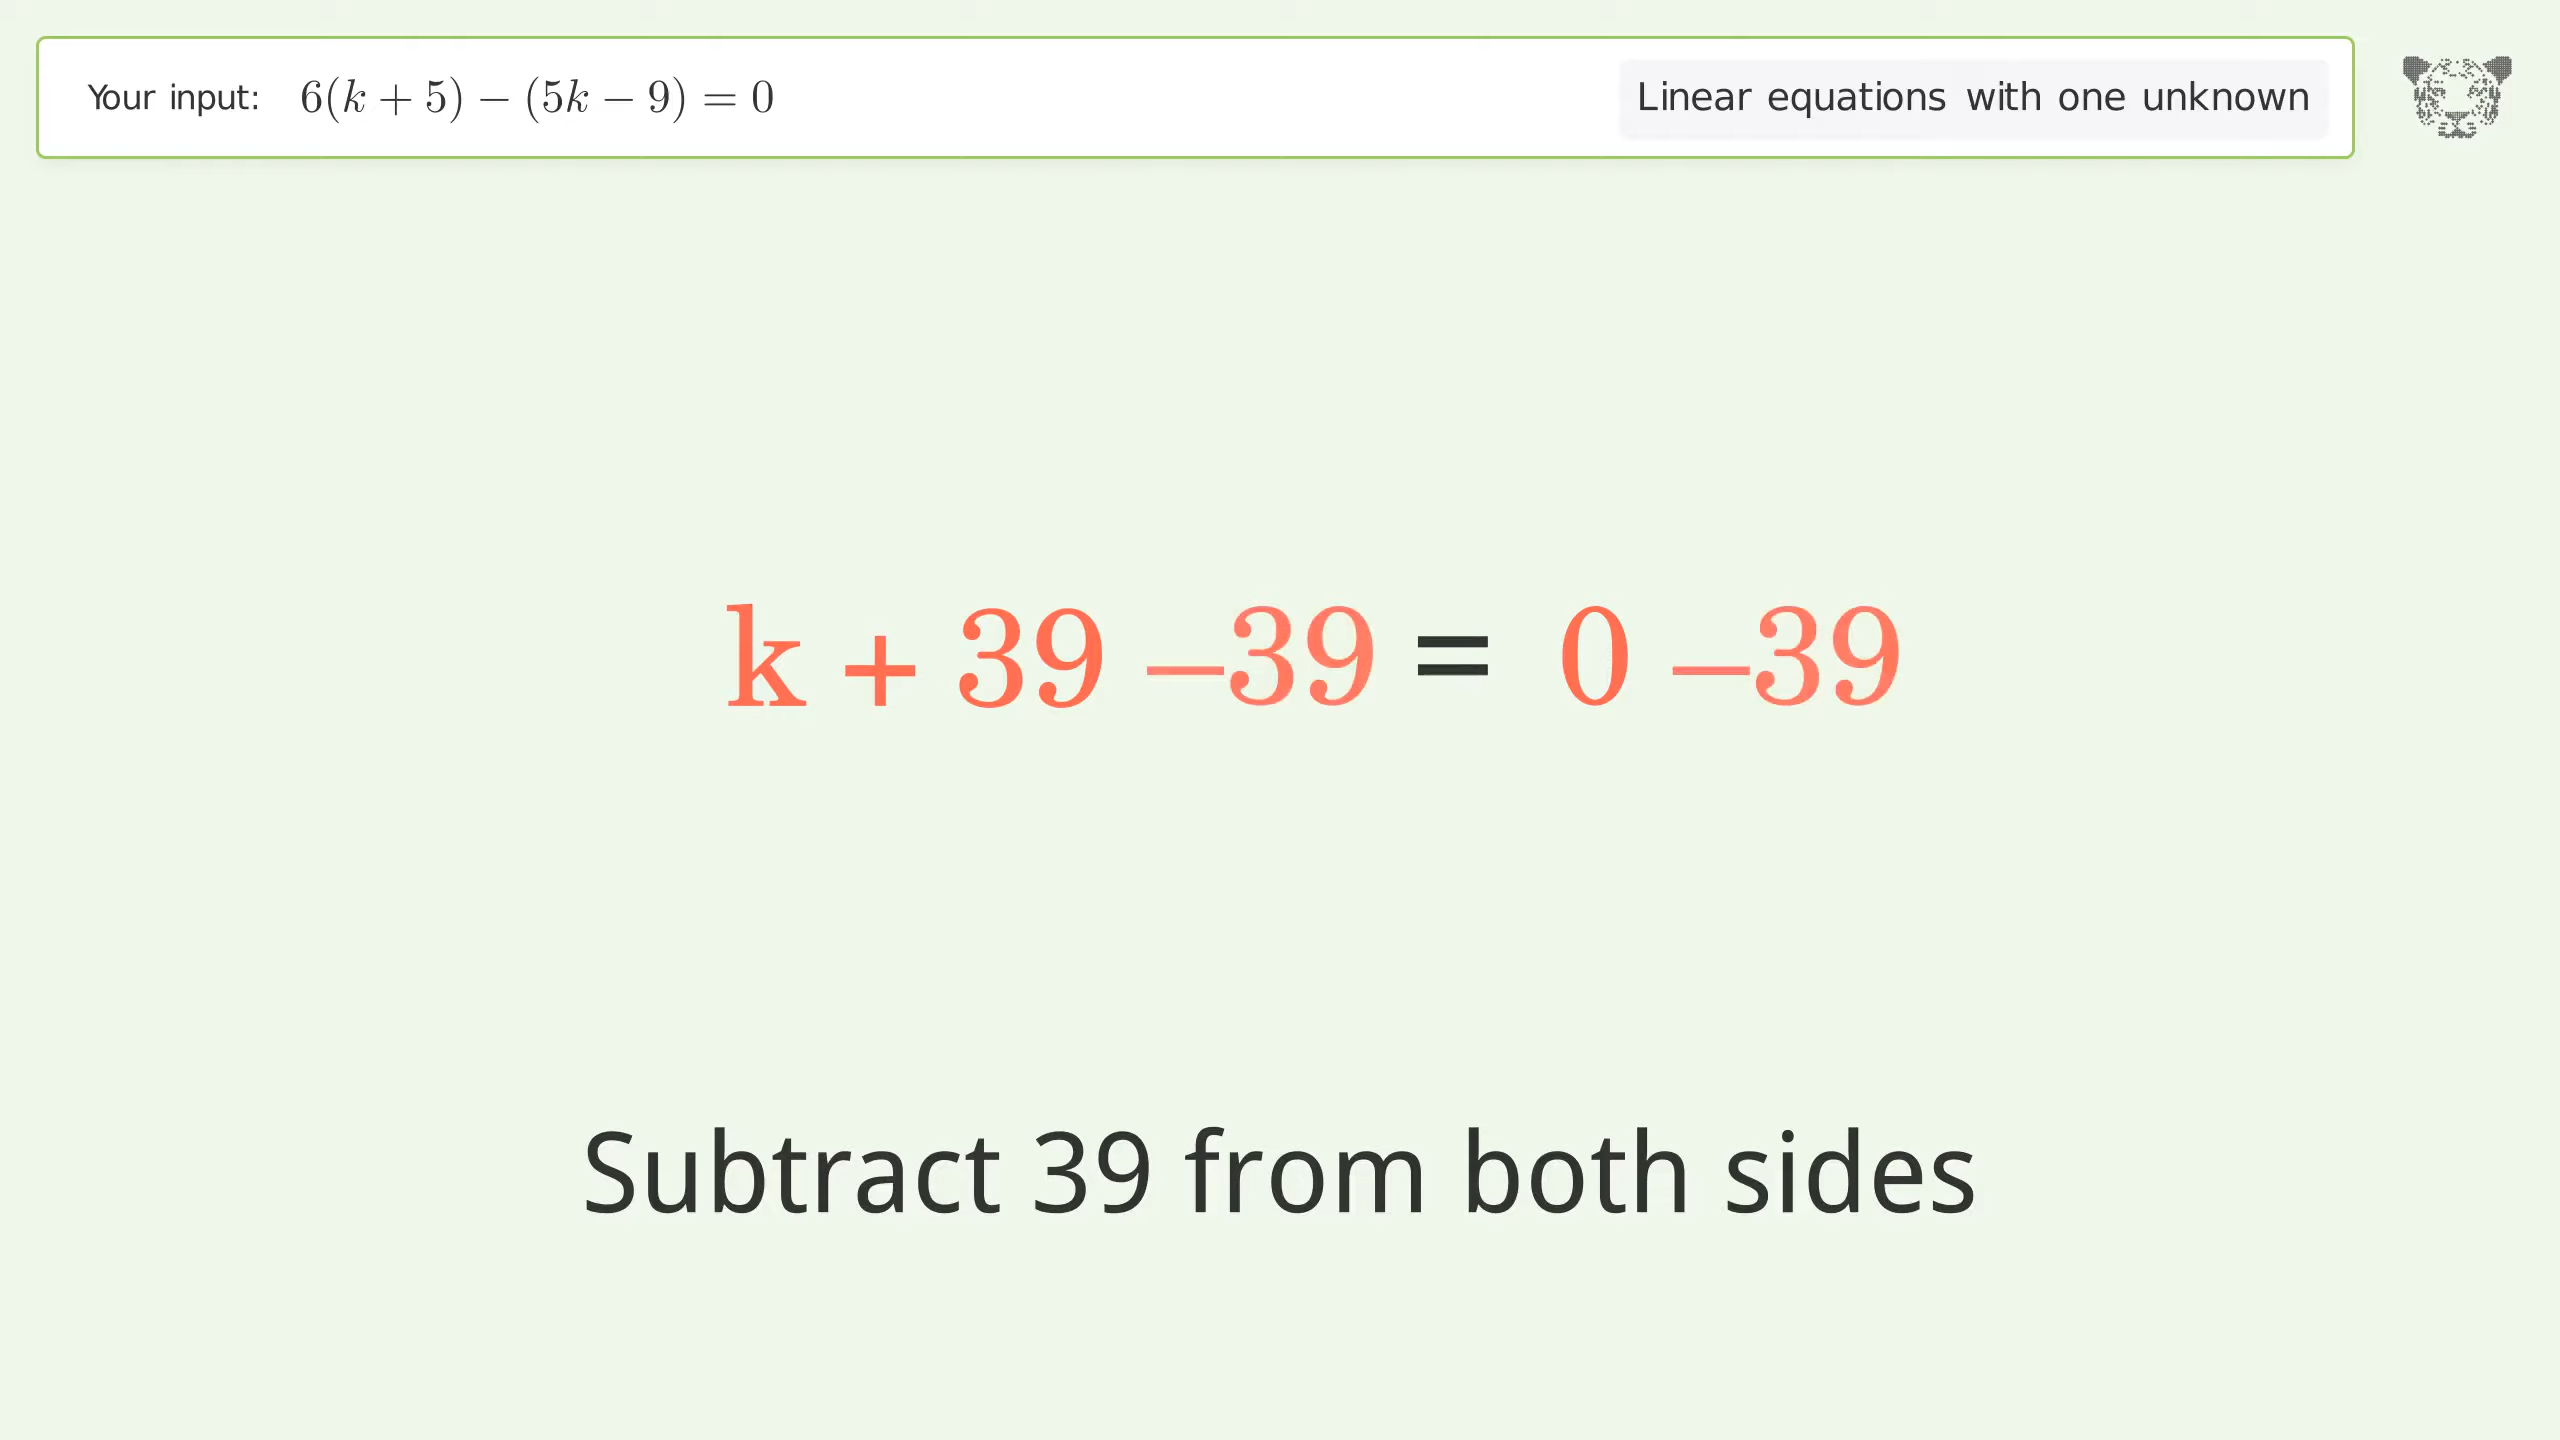 Your input: 6(k + 5) − (5k − 9) = 0
Linear equations with one unknown
k + 39 −39 = 0 −39
Subtract 39 from both sides